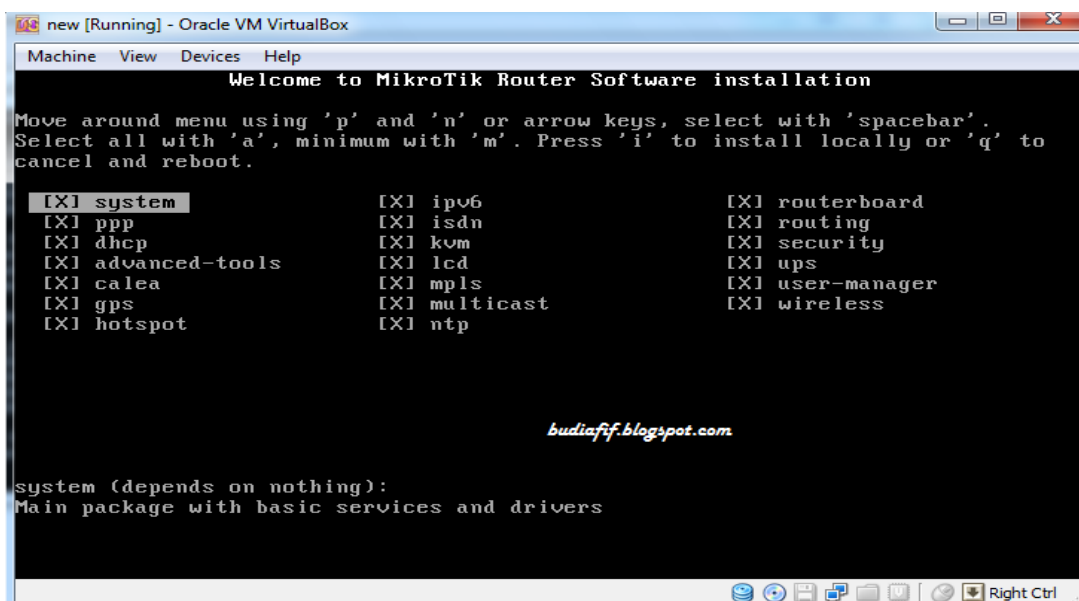 new [Running] - Oracle VM VirtualBox
Machine View Devices Help
Welcome to MikroTik Router Software installation
Move around menu using 'p' and 'n' or arrow keys, select with 'spacebar'.
Select all with 'a', minimum with 'm'. Press 'i' to install locally or 'q' to
cancel and reboot.
[X] system [X] ipv6 [X] routerboard
[X] ppp [X] isdn [X] routing
[X] dhcp [X] kvm [X] security
[X] advanced-tools [X] lcd [X] ups
[X] calea [X] mpls [X] user-manager
[X] gps [X] multicast [X] wireless
[X] hotspot [X] ntp
budiafif.blogspot.com
system (depends on nothing):
Main package with basic services and drivers
Right Ctrl